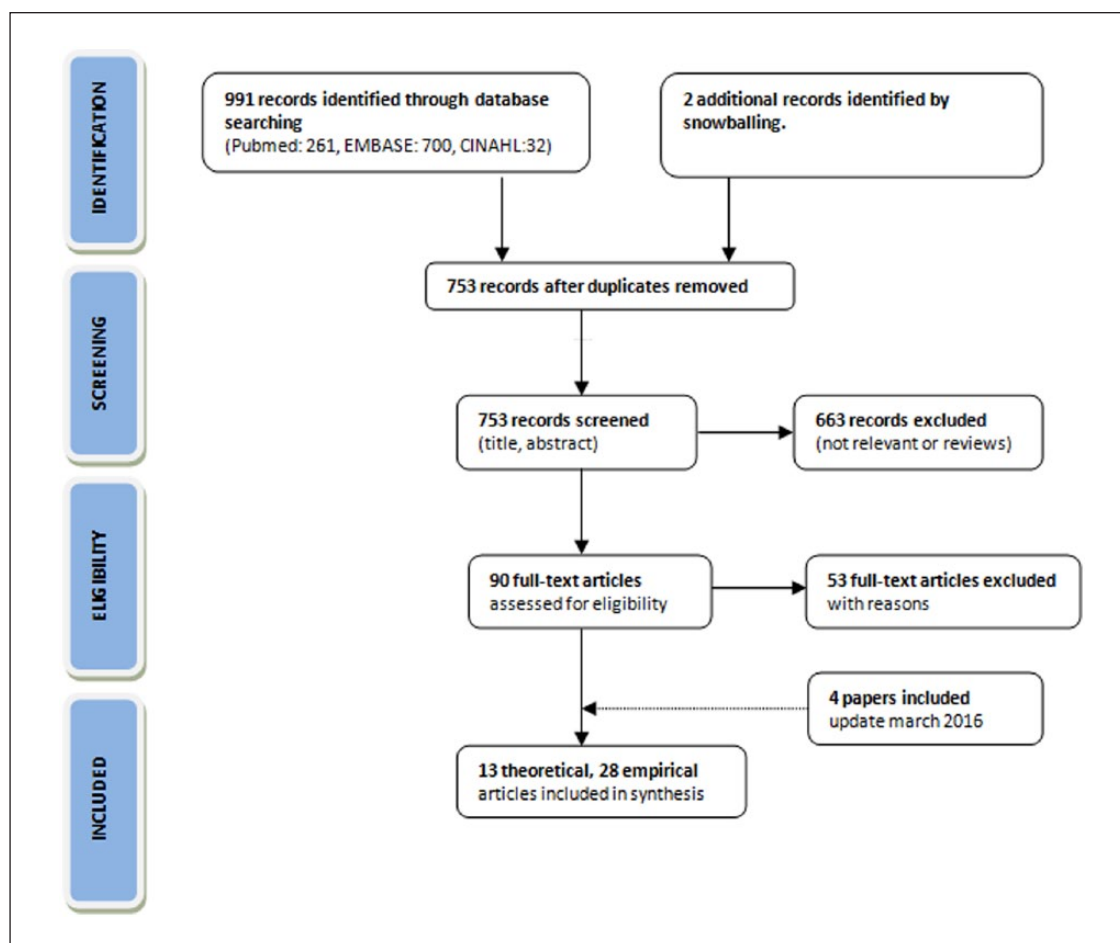 IDENTIFICATION
991 records identified through database
searching
(Pubmed: 261, EMBASE: 700, CINAHL:32)
2 additional records identified by
snowballing.
SCREENING
753 records after duplicates removed
753 records screened
(title, abstract)
663 records excluded
(not relevant or reviews)
ELIGIBILITY
90 full-text articles
assessed for eligibility
53 full-text articles excluded
with reasons
4 papers included
update march 2016
INCLUDED
13 theoretical, 28 empirical
articles included in synthesis